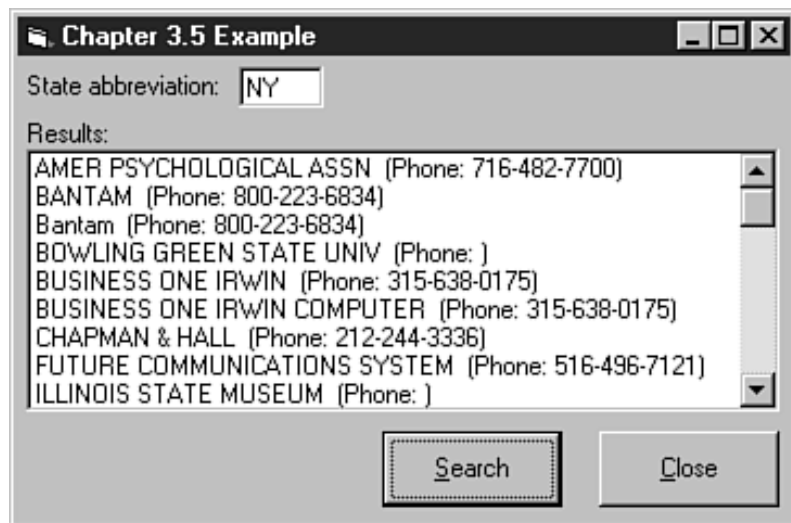 Chapter 3.5 Example
State abbreviation: NY
Results:
AMER PSYCHOLOGICAL ASSN (Phone: 716-482-7700)
BANTAM (Phone: 800-223-6834)
Bantam (Phone: 800-223-6834)
BOWLING GREEN STATE UNIV (Phone: )
BUSINESS ONE IRWIN (Phone: 315-638-0175)
BUSINESS ONE IRWIN COMPUTER (Phone: 315-638-0175)
CHAPMAN & HALL (Phone: 212-244-3336)
FUTURE COMMUNICATIONS SYSTEM (Phone: 516-496-7121)
ILLINOIS STATE MUSEUM (Phone: )
Search Close